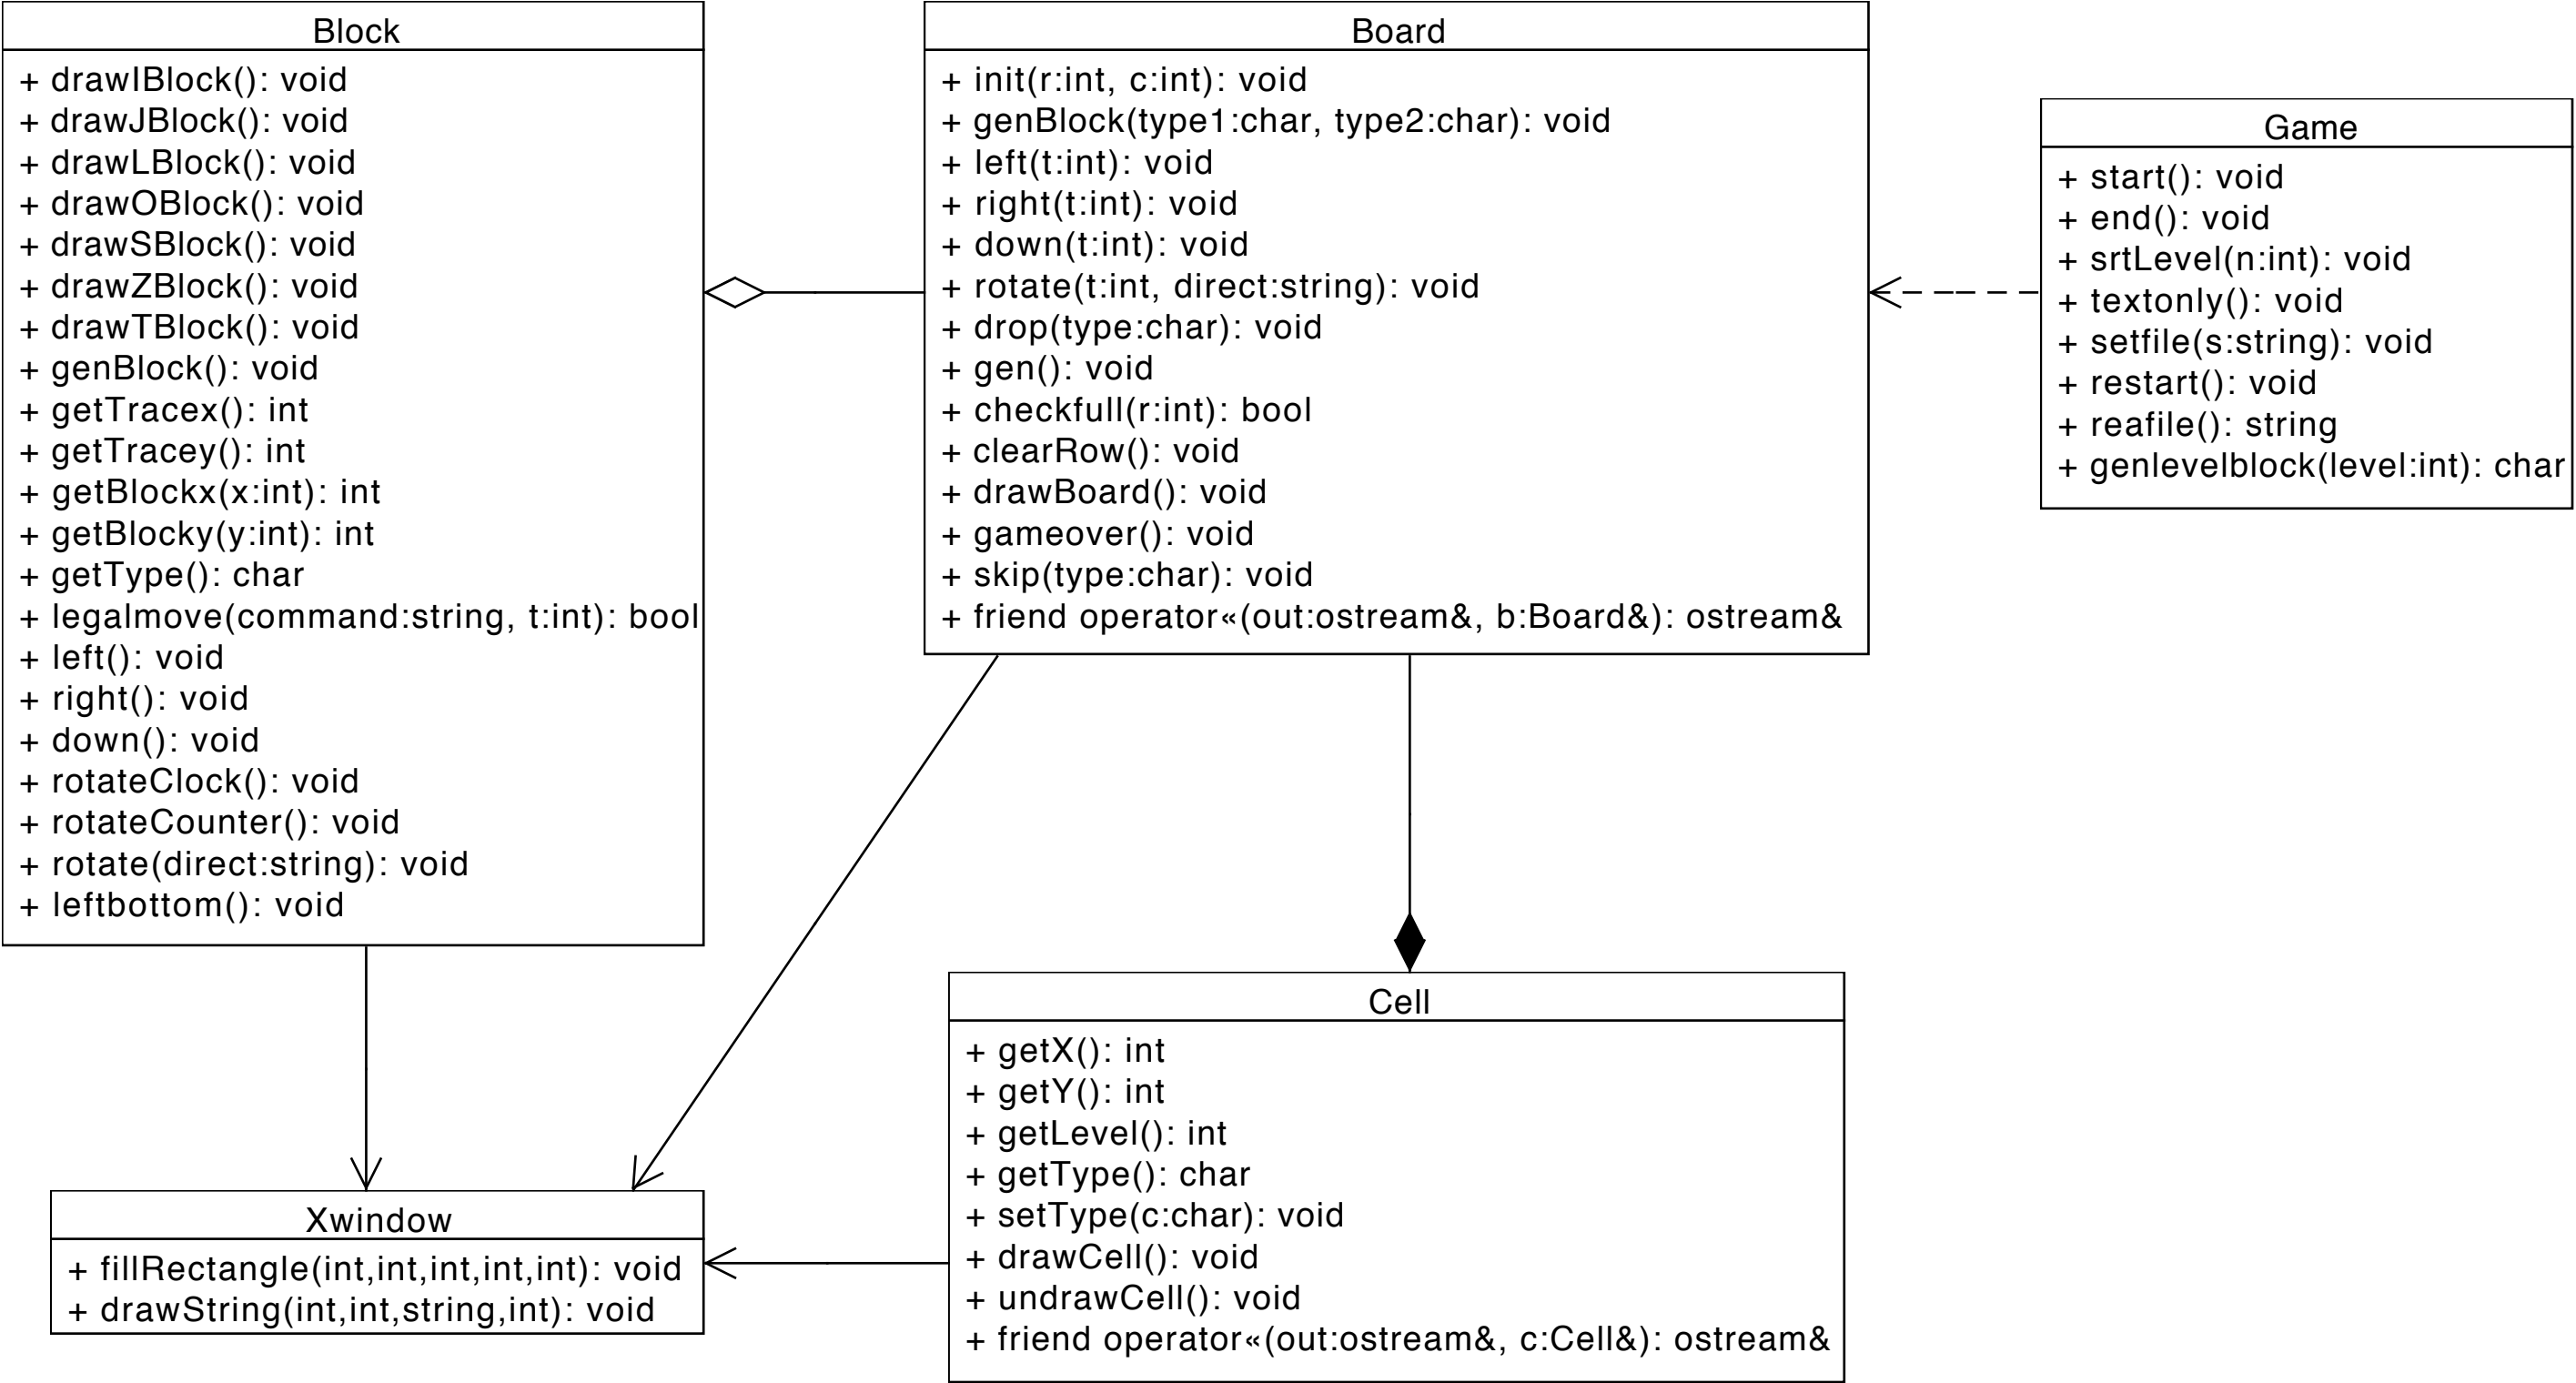 Block
+ drawIBlock(): void
+ drawJBlock(): void
+ drawLBlock(): void
+ drawOBlock(): void
+ drawSBlock(): void
+ drawZBlock(): void
+ drawTBlock(): void
+ genBlock(): void
+ getTracex(): int
+ getTracey(): int
+ getBlockx(x:int): int
+ getBlocky(y:int): int
+ getType(): char
+ legalmove(command:string, t:int): bool
+ left(): void
+ right(): void
+ down(): void
+ rotateClock(): void
+ rotateCounter(): void
+ rotate(direct:string): void
+ leftbottom(): void
Board
+ init(r:int, c:int): void
+ genBlock(type1:char, type2:char): void
+ left(t:int): void
+ right(t:int): void
+ down(t:int): void
+ rotate(t:int, direct:string): void
+ drop(type:char): void
+ gen(): void
+ checkfull(r:int): bool
+ clearRow(): void
+ drawBoard(): void
+ gameover(): void
+ skip(type:char): void
+ friend operator«(out:ostream&, b:Board&): ostream&
Game
+ start(): void
+ end(): void
+ srtLevel(n:int): void
+ textonly(): void
+ setfile(s:string): void
+ restart(): void
+ reafile(): string
+ genlevelblock(level:int): char
Xwindow
+ fillRectangle(int,int,int,int,int): void
+ drawString(int,int,string,int): void
Cell
+ getX(): int
+ getY(): int
+ getLevel(): int
+ getType(): char
+ setType(c:char): void
+ drawCell(): void
+ undrawCell(): void
+ friend operator«(out:ostream&, c:Cell&): ostream&